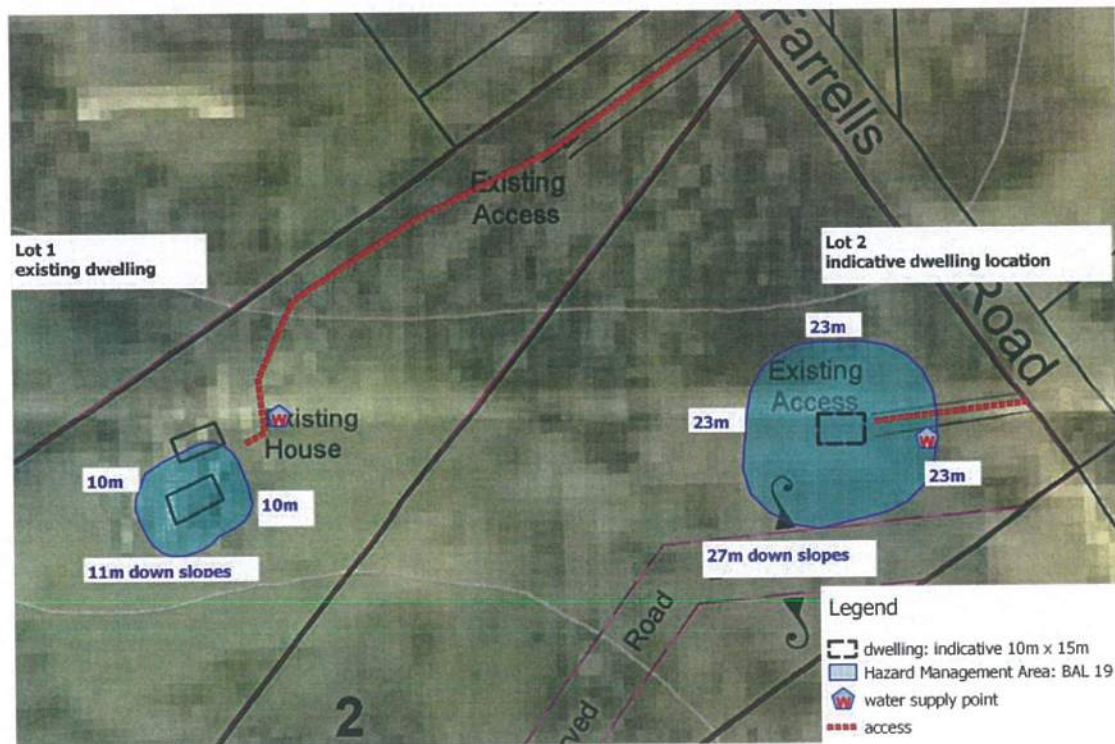 Farrells
Road
Existing
Access
Lot 1
existing dwelling
Lot 2
indicative dwelling location
23m
Existing
Access
23m
W
Existing
House
W
23m
10m
10m
11m down slopes
27m down slopes
Road
rved
2
Legend
dwelling: indicative 10m x 15m
Hazard Management Area: BAL 19
W water supply point
access